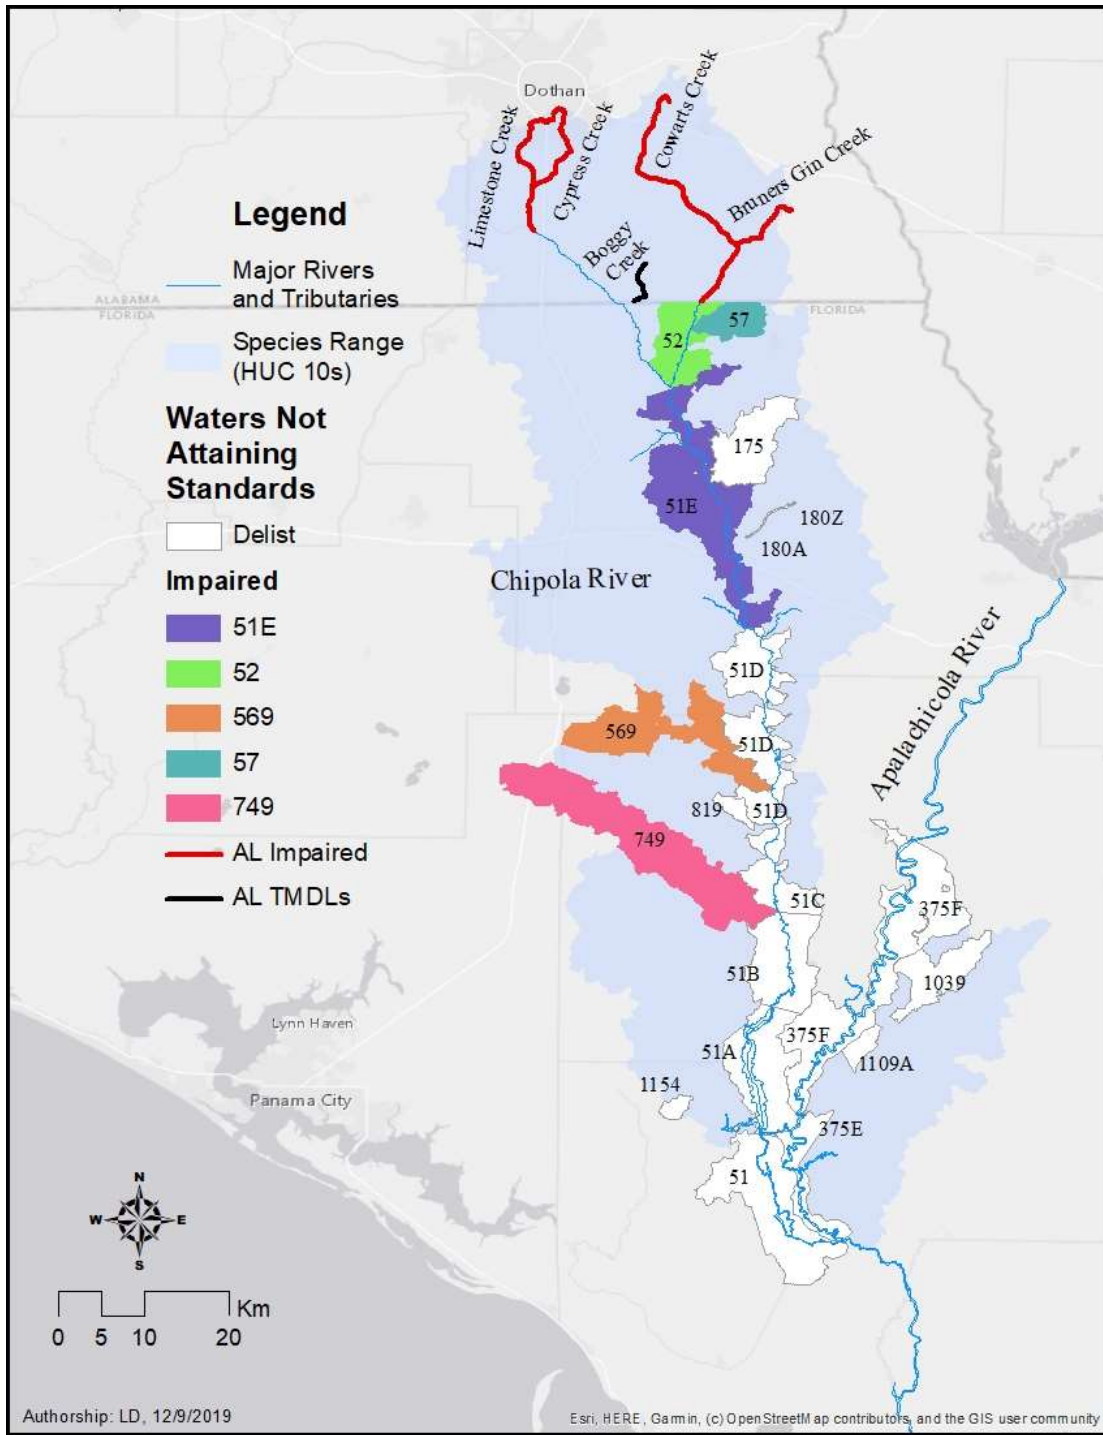 Dothan
Limestone Creek
Cypress Creek
Cowarts Creek
Bruners Gin Creek
Boggy
Creek
Legend
Major Rivers
and Tributaries
ALABAMA
FLORIDA
FLORIDA
Species Range
(HUC 10s)
Waters Not
Attaining
Standards
Delist
Impaired
51E
52
569
57
749
AL Impaired
AL TMDLs
57
52
175
51E
180Z
180A
Chipola River
Apalachicola River
51D
569
51D
819
51D
749
51C
375F
51B
1039
375F
51A
1109A
1154
375E
51
Lynn Haven
Panama City
N
W
E
S
Km
0 5 10 20
Authorship: LD, 12/9/2019
Esri, HERE, Garmin, (c) OpenStreetMap contributors, and the GIS user community